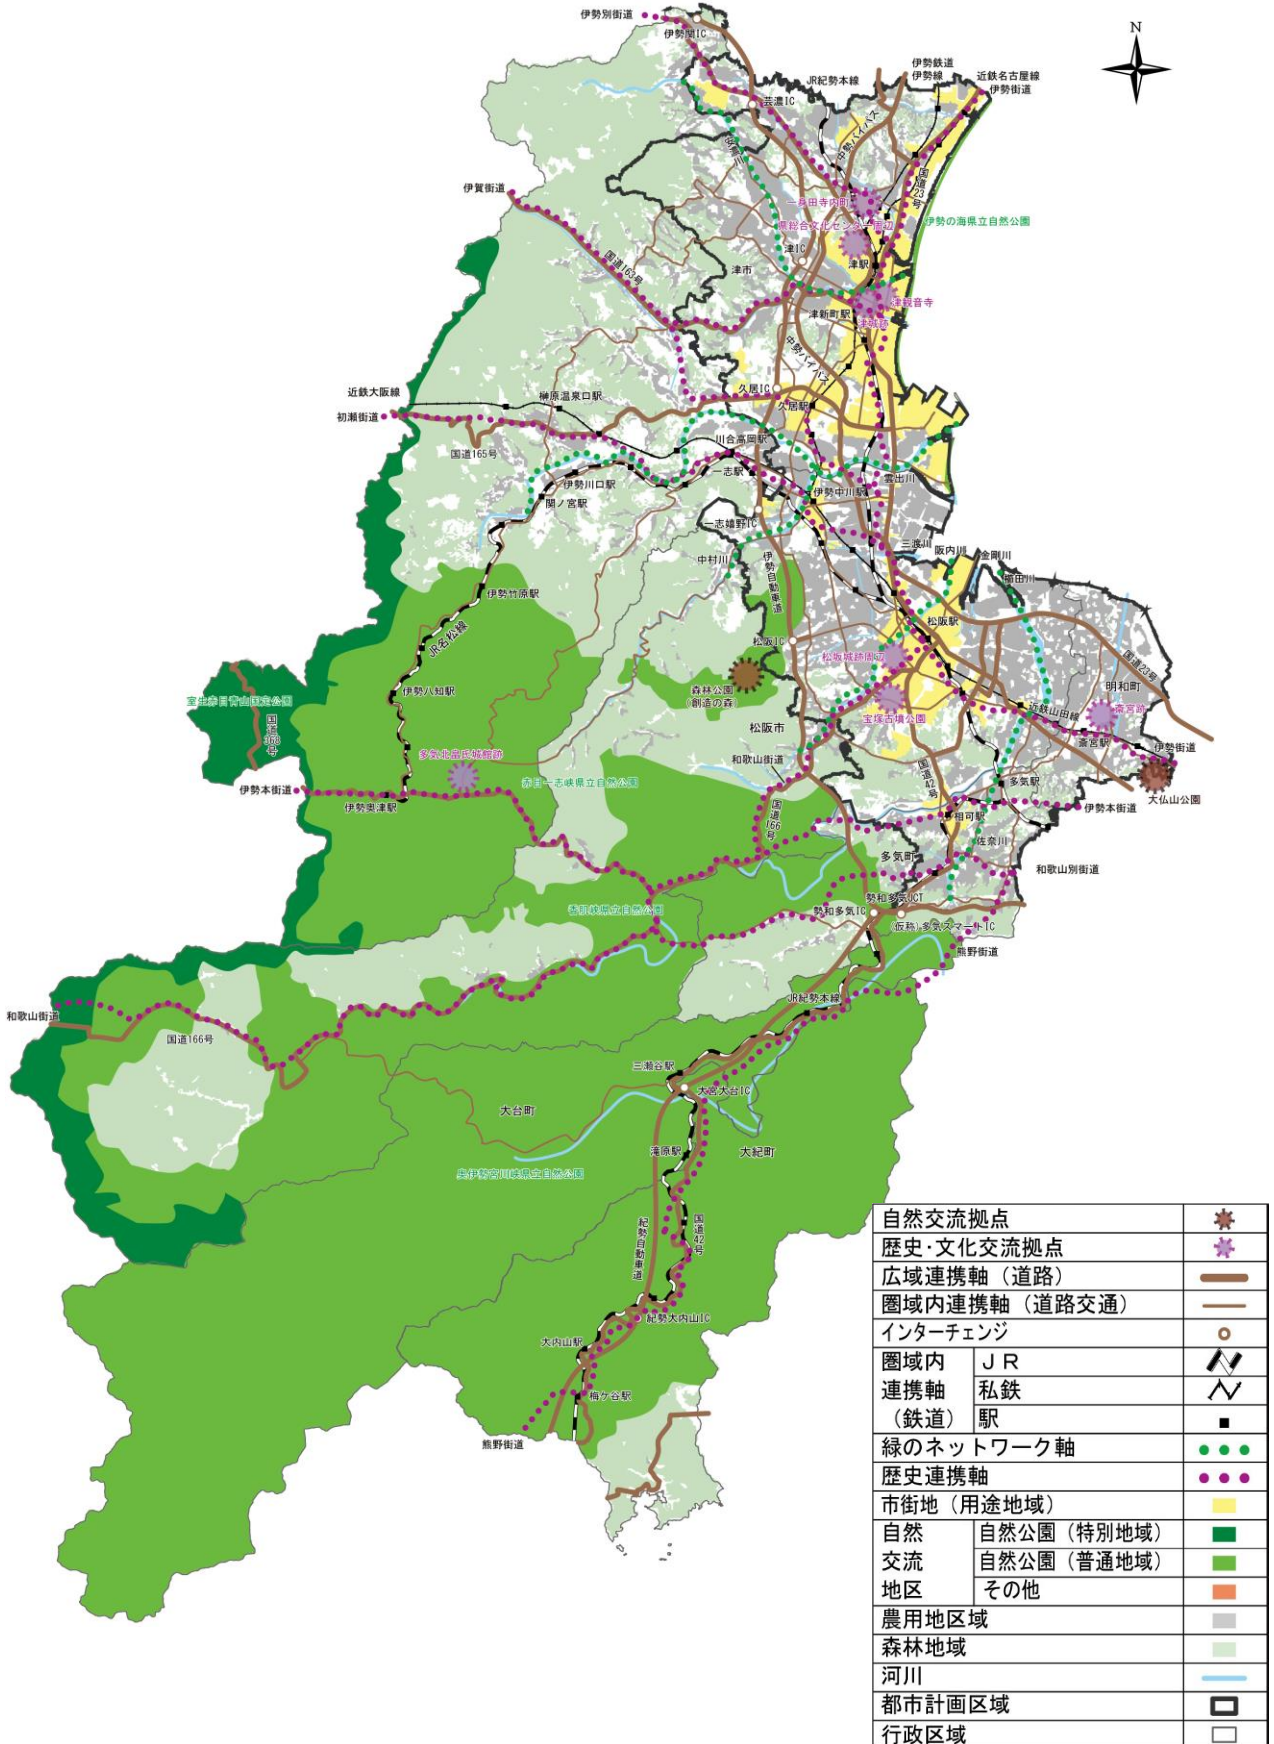 伊勢別街道
伊勢関IC
N
JR紀勢本線
伊勢鉄道
伊勢線
近鉄名古屋線
伊勢街道
芸濃IC
中勢バイパス
国道23号
伊賀街道
一身田寺内町
県総合文化センター周辺
伊勢の海県立自然公園
津IC
津駅
津市
国道163号
津観音寺
津新町駅
津城跡
中勢バイパス
近鉄大阪線
榊原温泉口駅
久居IC
久居駅
初瀬街道
川合高岡駅
国道165号
一志駅
雲出川
伊勢川口駅
伊勢中川駅
関ノ宮駅
一志嬉野IC
三渡川
阪内川
金剛川
中村川
伊勢自動車道
櫛田川
伊勢竹原駅
松阪駅
JR名松線
松阪IC
松坂城跡周辺
国道23号
室生赤目青山国定公園
伊勢八知駅
森林公園
(創造の森)
明和町
国道368号
宝塚古墳公園
近鉄山田線
斎宮跡
松阪市
斎宮駅
伊勢街道
多気北畠氏城館跡
和歌山街道
国道42号
赤目一志峡県立自然公園
多気駅
大仏山公園
伊勢本街道
伊勢奥津駅
国道166号
相可駅
伊勢本街道
佐奈川
多気町
和歌山別街道
勢和多気JCT
香肌峡県立自然公園
勢和多気IC
(仮称)多気スマートIC
熊野街道
JR紀勢本線
和歌山街道
国道166号
三瀬谷駅
大宮大台IC
大台町
滝原駅
大紀町
奥伊勢宮川峡県立自然公園
紀勢自動車道
国道42号
紀勢大内山IC
大内山駅
梅ケ谷駅
熊野街道
自然交流拠点
歴史・文化交流拠点
広域連携軸（道路）
圏域内連携軸（道路交通）
インターチェンジ
圏域内
連携軸
（鉄道）
ＪＲ
私鉄
駅
緑のネットワーク軸
歴史連携軸
市街地（用途地域）
自然
交流
地区
自然公園（特別地域）
自然公園（普通地域）
その他
農用地区域
森林地域
河川
都市計画区域
行政区域